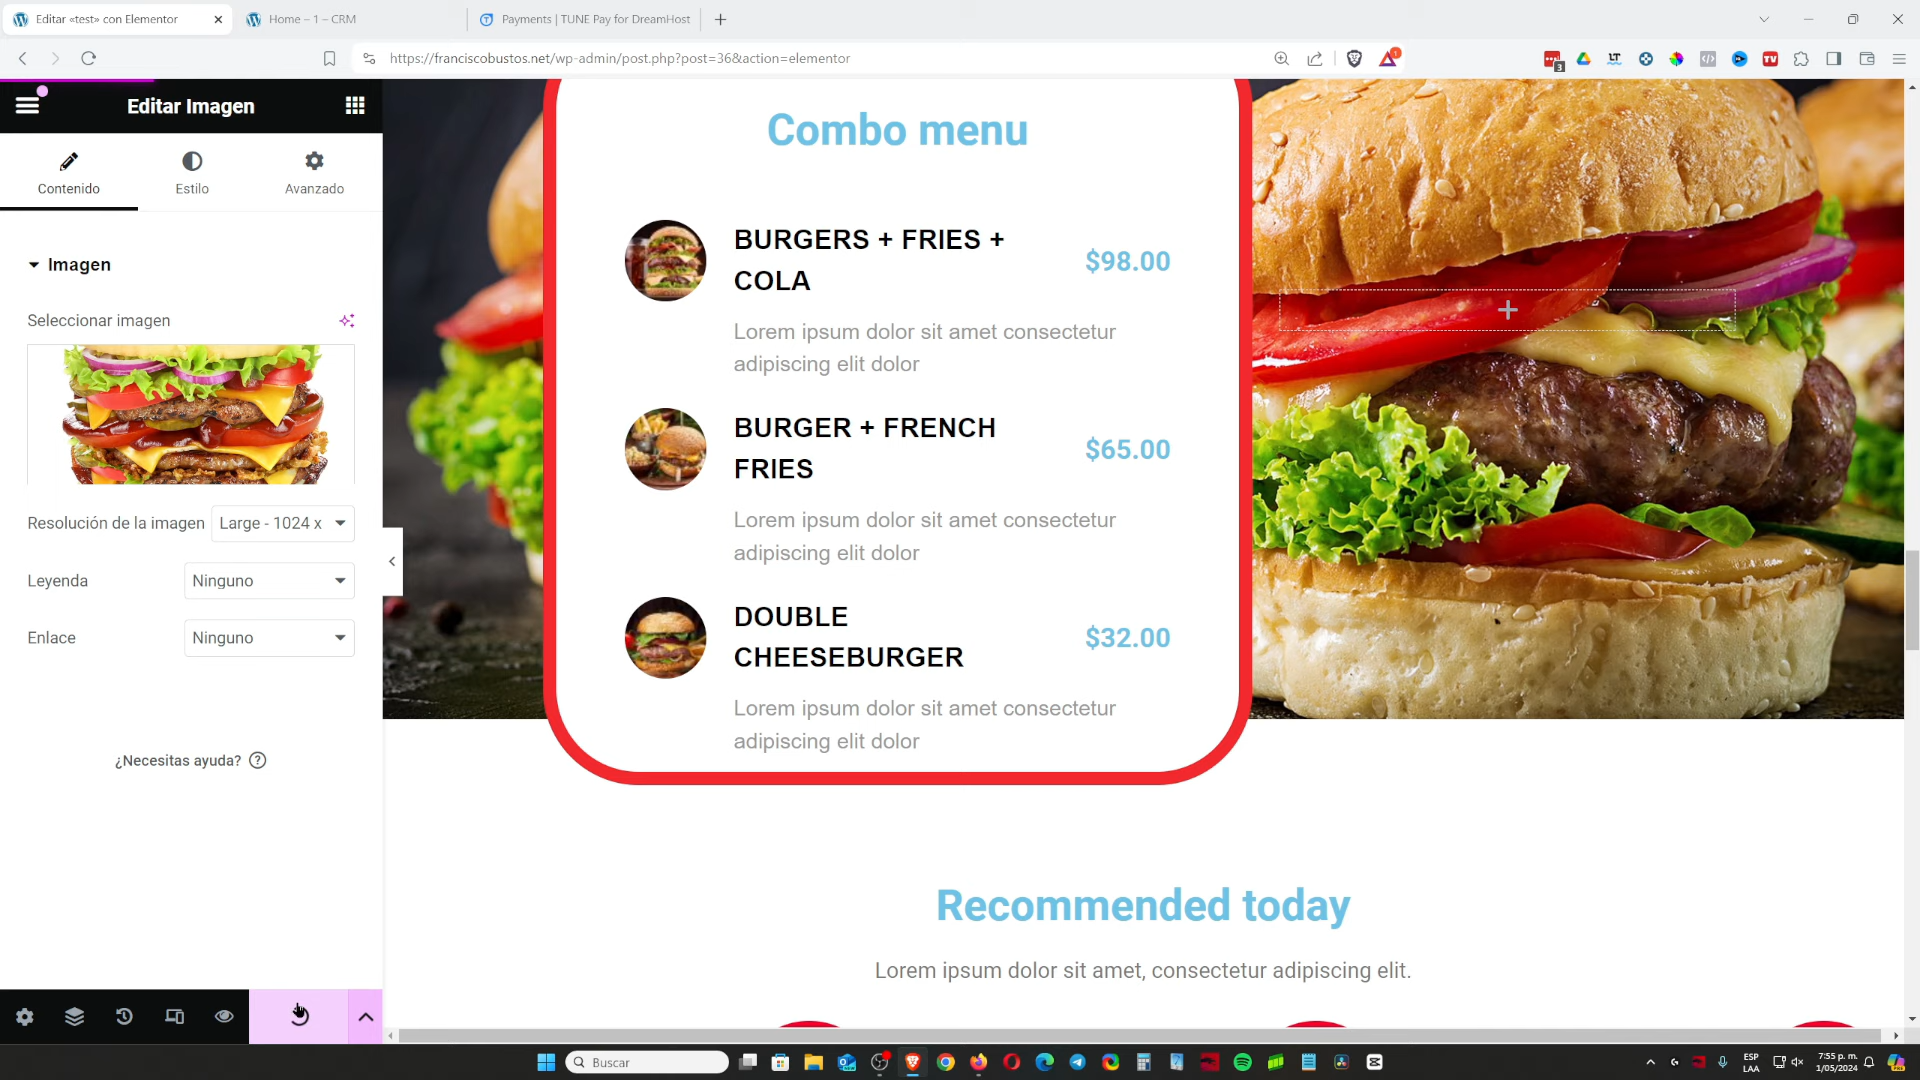 Editar «test» con Elementor
Home – 1 – CRM
Payments | TUNE Pay for DreamHost
https://franciscobustos.net/wp-admin/post.php?post=36&action=elementor
1
3
LT
TV
Editar Imagen
Contenido
Estilo
Avanzado
Imagen
Seleccionar imagen
Resolución de la imagen
Large - 1024 x
Leyenda
Ninguno
Enlace
Ninguno
¿Necesitas ayuda?
Combo menu
BURGERS + FRIES +
COLA
$98.00
Lorem ipsum dolor sit amet consectetur
adipiscing elit dolor
BURGER + FRENCH
FRIES
$65.00
Lorem ipsum dolor sit amet consectetur
adipiscing elit dolor
DOUBLE
CHEESEBURGER
$32.00
Lorem ipsum dolor sit amet consectetur
adipiscing elit dolor
Recommended today
Lorem ipsum dolor sit amet, consectetur adipiscing elit.
Buscar
ESP
LAA
7:55 p. m.
1/05/2024